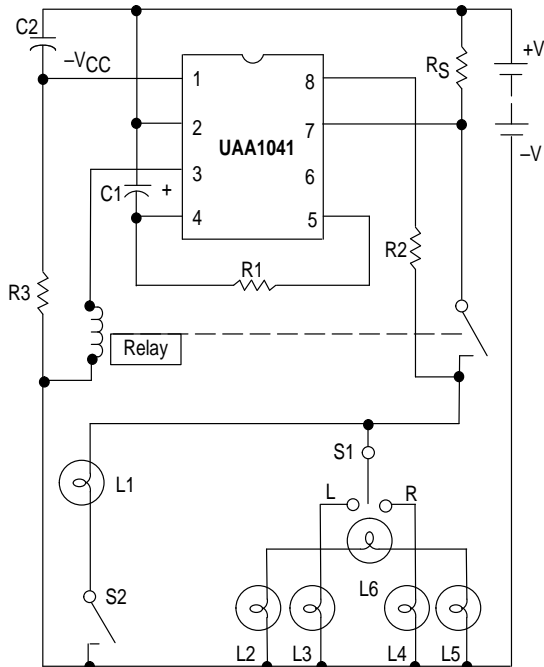 C2
+V
–VCC
1
8
RS
2
7
UAA1041
–V
3
6
C1
+
4
5
R2
R1
R3
Relay
S1
L1
L
R
S2
L6
L2
L3
L4
L5